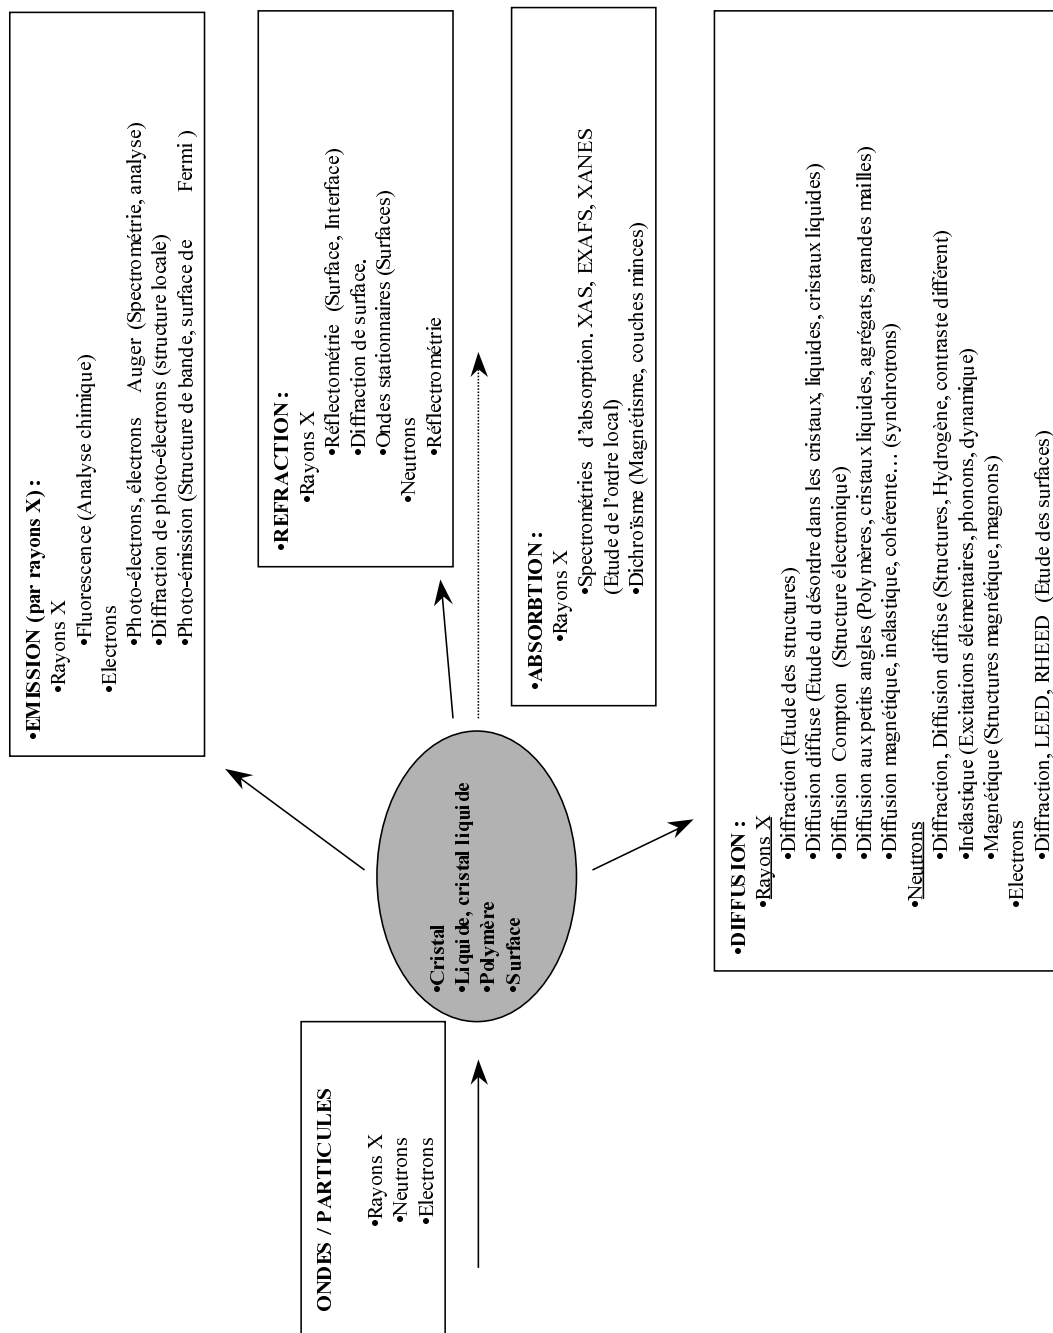 •EMISSION (par rayons X) :
•Rayons X
•Fluorescence (Analyse chimique)
•Electrons
•Photo-électrons, électrons Auger (Spectrométrie, analyse)
•Diffraction de photo-électrons (structure locale)
•Photo-émission (Structure de bande, surface de Fermi )
•REFRACTION :
•Rayons X
•Réflectométrie (Surface, Interface)
•Diffraction de surface.
•Ondes stationnaires (Surfaces)
•Neutrons
•Réflectrométrie
•ABSORBTION :
•Rayons X
•Spectrométries d'absorption. XAS, EXAFS, XANES
(Etude de l'ordre local)
•Dichroïsme (Magnétisme, couches minces)
ONDES / PARTICULES
•Rayons X
•Neutrons
•Electrons
•Cristal
•Liquide, cristal liquide
•Polymère
•Surface
•DIFFUSION :
•Rayons X
•Diffraction (Etude des structures)
•Diffusion diffuse (Etude du désordre dans les cristaux, liquides, cristaux liquides)
•Diffusion Compton (Structure électronique)
•Diffusion aux petits angles (Polymères, cristaux liquides, agrégats, grandes mailles)
•Diffusion magnétique, inélastique, cohérente… (synchrotrons)
•Neutrons
•Diffraction, Diffusion diffuse (Structures, Hydrogène, contraste différent)
•Inélastique (Excitations élémentaires, phonons, dynamique)
•Magnétique (Structures magnétique, magnons)
•Electrons
•Diffraction, LEED, RHEED (Etude des surfaces)